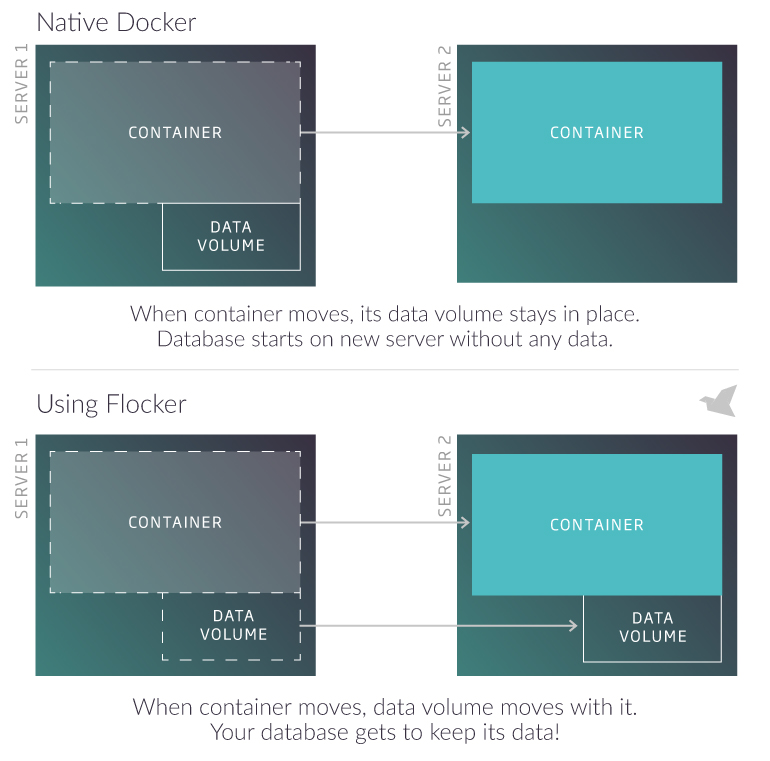 Native Docker
SERVER 1
CONTAINER
DATA
VOLUME
SERVER 2
CONTAINER
When container moves, its data volume stays in place.
Database starts on new server without any data.
Using Flocker
SERVER 1
CONTAINER
DATA
VOLUME
SERVER 2
CONTAINER
DATA
VOLUME
When container moves, data volume moves with it.
Your database gets to keep its data!